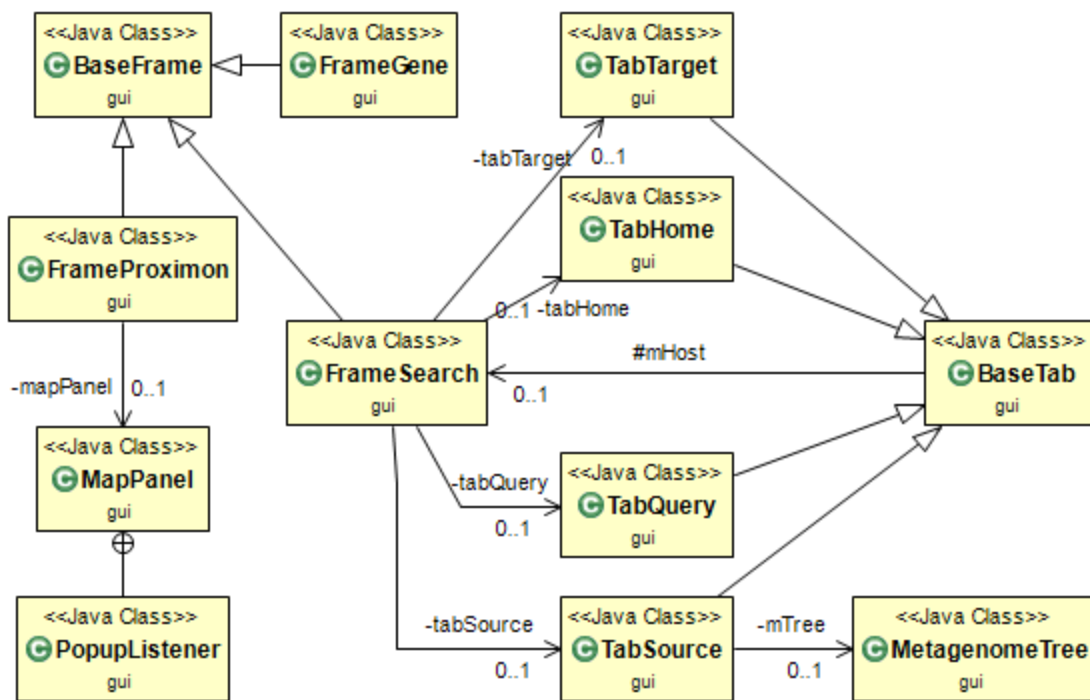 <<Java Class>>
BaseFrame
gui
<<Java Class>>
FrameGene
gui
<<Java Class>>
TabTarget
gui
-tabTarget
0..1
<<Java Class>>
TabHome
gui
<<Java Class>>
FrameProximon
gui
0..1
-tabHome
<<Java Class>>
FrameSearch
gui
#mHost
0..1
<<Java Class>>
BaseTab
gui
-mapPanel
0..1
<<Java Class>>
MapPanel
gui
-tabQuery
0..1
<<Java Class>>
TabQuery
gui
<<Java Class>>
PopupListener
gui
-tabSource
0..1
<<Java Class>>
TabSource
gui
-mTree
0..1
<<Java Class>>
MetagenomeTree
gui